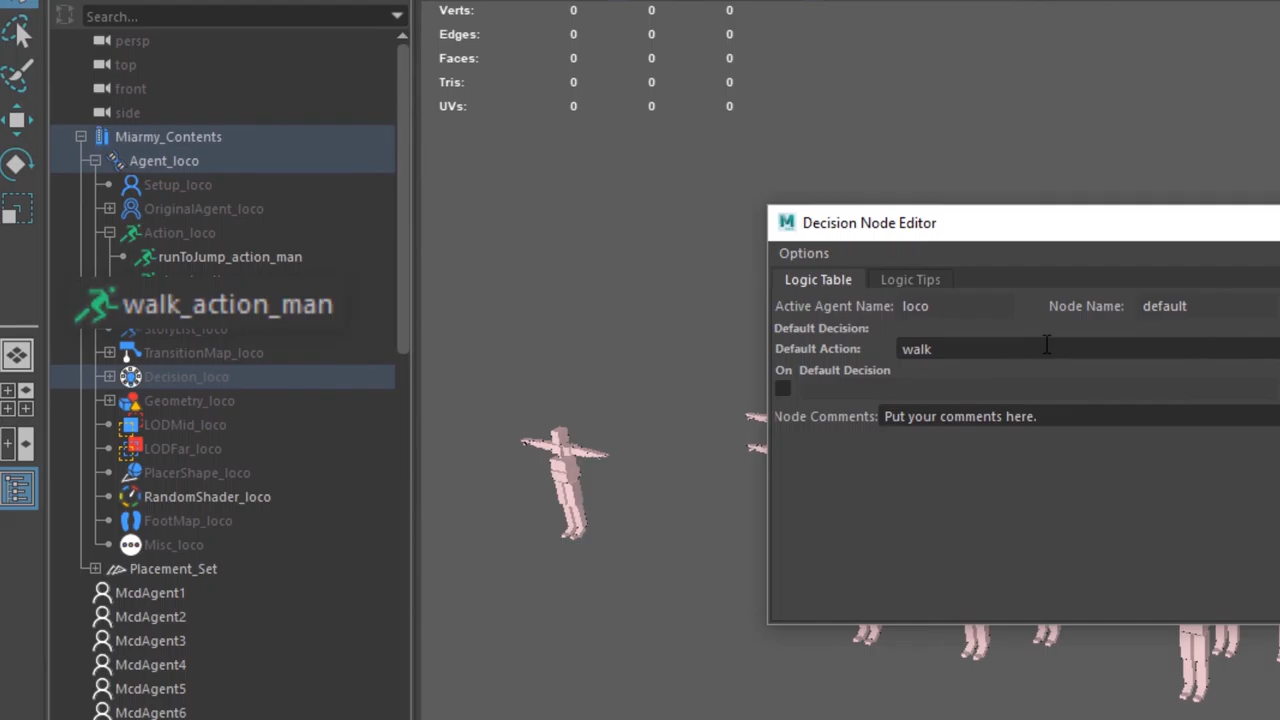 Search...
persp
top
front
side
Miarmy_Contents
Agent_loco
Setup_loco
OriginalAgent_loco
Action_loco
runToJump_action_man
walk_action_man
StoryList_loco
TransitionMap_loco
Decision_loco
Geometry_loco
LODMid_loco
LODFar_loco
PlacerShape_loco
RandomShader_loco
FootMap_loco
Misc_loco
Placement_Set
McdAgent1
McdAgent2
McdAgent3
McdAgent4
McdAgent5
McdAgent6
Verts: 0 0 0
Edges: 0 0 0
Faces: 0 0 0
Tris: 0 0 0
UVs: 0 0 0
Decision Node Editor
Options
Logic Table Logic Tips
Active Agent Name: loco Node Name: default
Default Decision:
Default Action: walk
On Default Decision
Node Comments: Put your comments here.